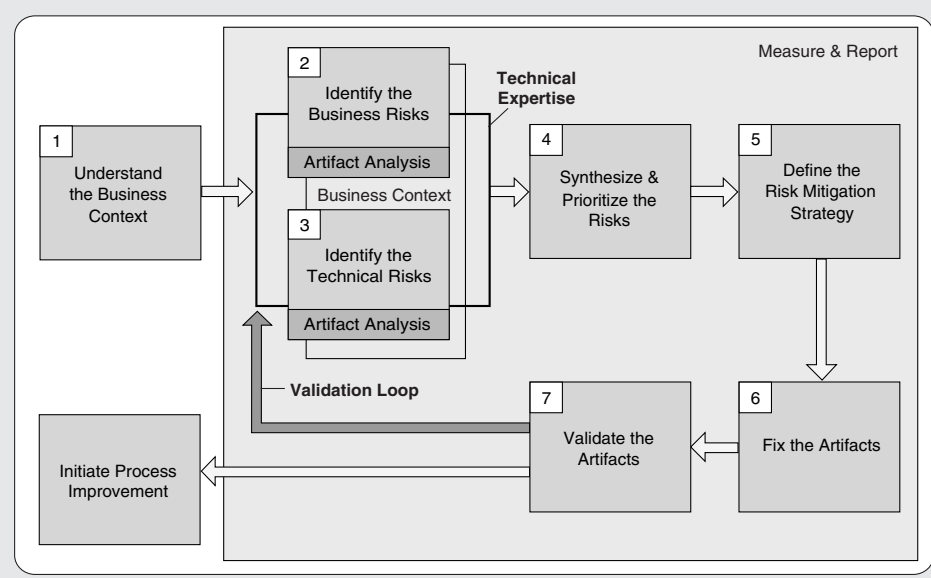 Measure & Report
1
Understand
the Business
Context
2
Identify the
Business Risks
Artifact Analysis
Technical
Expertise
Business Context
3
Identify the
Technical Risks
Artifact Analysis
4
Synthesize &
Prioritize the
Risks
5
Define the
Risk Mitigation
Strategy
Validation Loop
6
Fix the Artifacts
7
Validate the
Artifacts
Initiate Process
Improvement